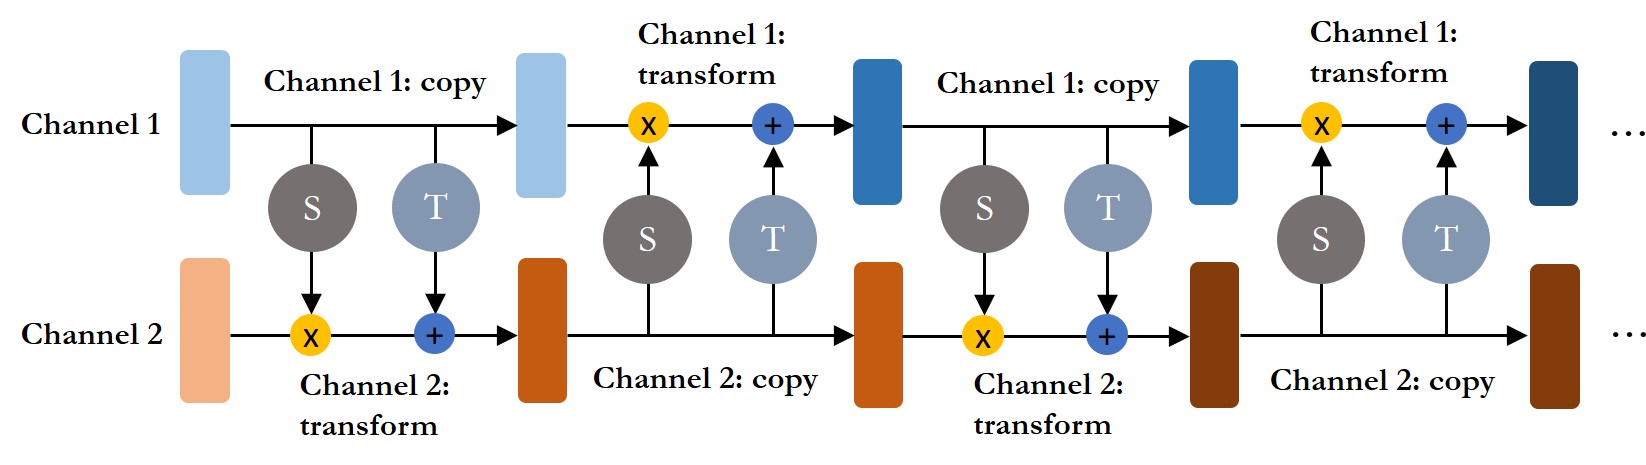 Channel 1:
transform
Channel 1:
transform
Channel 1: copy
Channel 1: copy
Channel 1
x
+
x
+
...
S
T
S
T
S
T
S
T
Channel 2
x
+
x
+
...
Channel 2:
transform
Channel 2: copy
Channel 2:
transform
Channel 2: copy